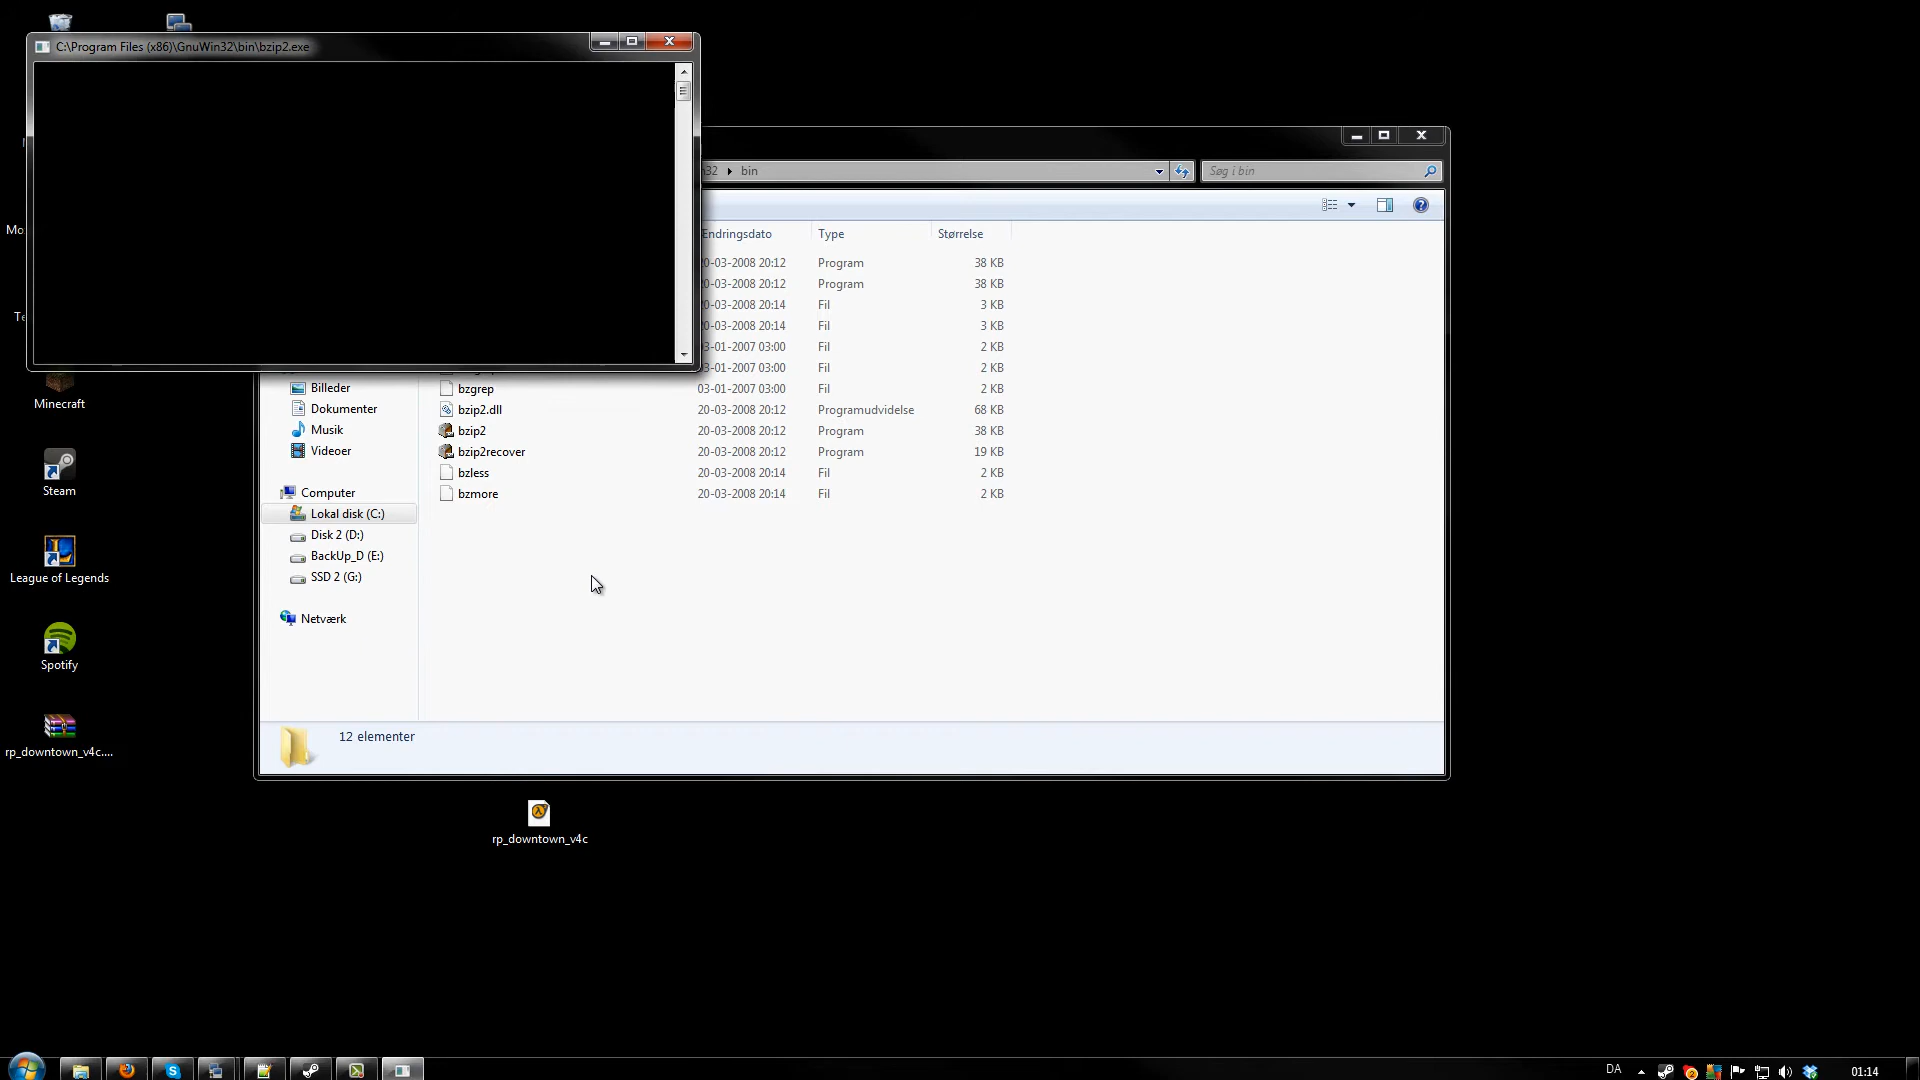 C:\Program Files (x86)\GnuWin32\bin\bzip2.exe
bin
Søg i bin
Endringsdato Type Størrelse
20-03-2008 20:12 Program 38 KB
20-03-2008 20:12 Program 38 KB
20-03-2008 20:14 Fil 3 KB
20-03-2008 20:14 Fil 3 KB
03-01-2007 03:00 Fil 2 KB
03-01-2007 03:00 Fil 2 KB
bzgrep 03-01-2007 03:00 Fil 2 KB
bzip2.dll 20-03-2008 20:12 Programudvidelse 68 KB
bzip2 20-03-2008 20:12 Program 38 KB
bzip2recover 20-03-2008 20:12 Program 19 KB
bzless 20-03-2008 20:14 Fil 2 KB
bzmore 20-03-2008 20:14 Fil 2 KB
Billeder
Dokumenter
Musik
Videoer
Computer
Lokal disk (C:)
Disk 2 (D:)
BackUp_D (E:)
SSD 2 (G:)
Netværk
12 elementer
Minecraft
Steam
League of Legends
Spotify
rp_downtown_v4c....
rp_downtown_v4c
DA
01:14